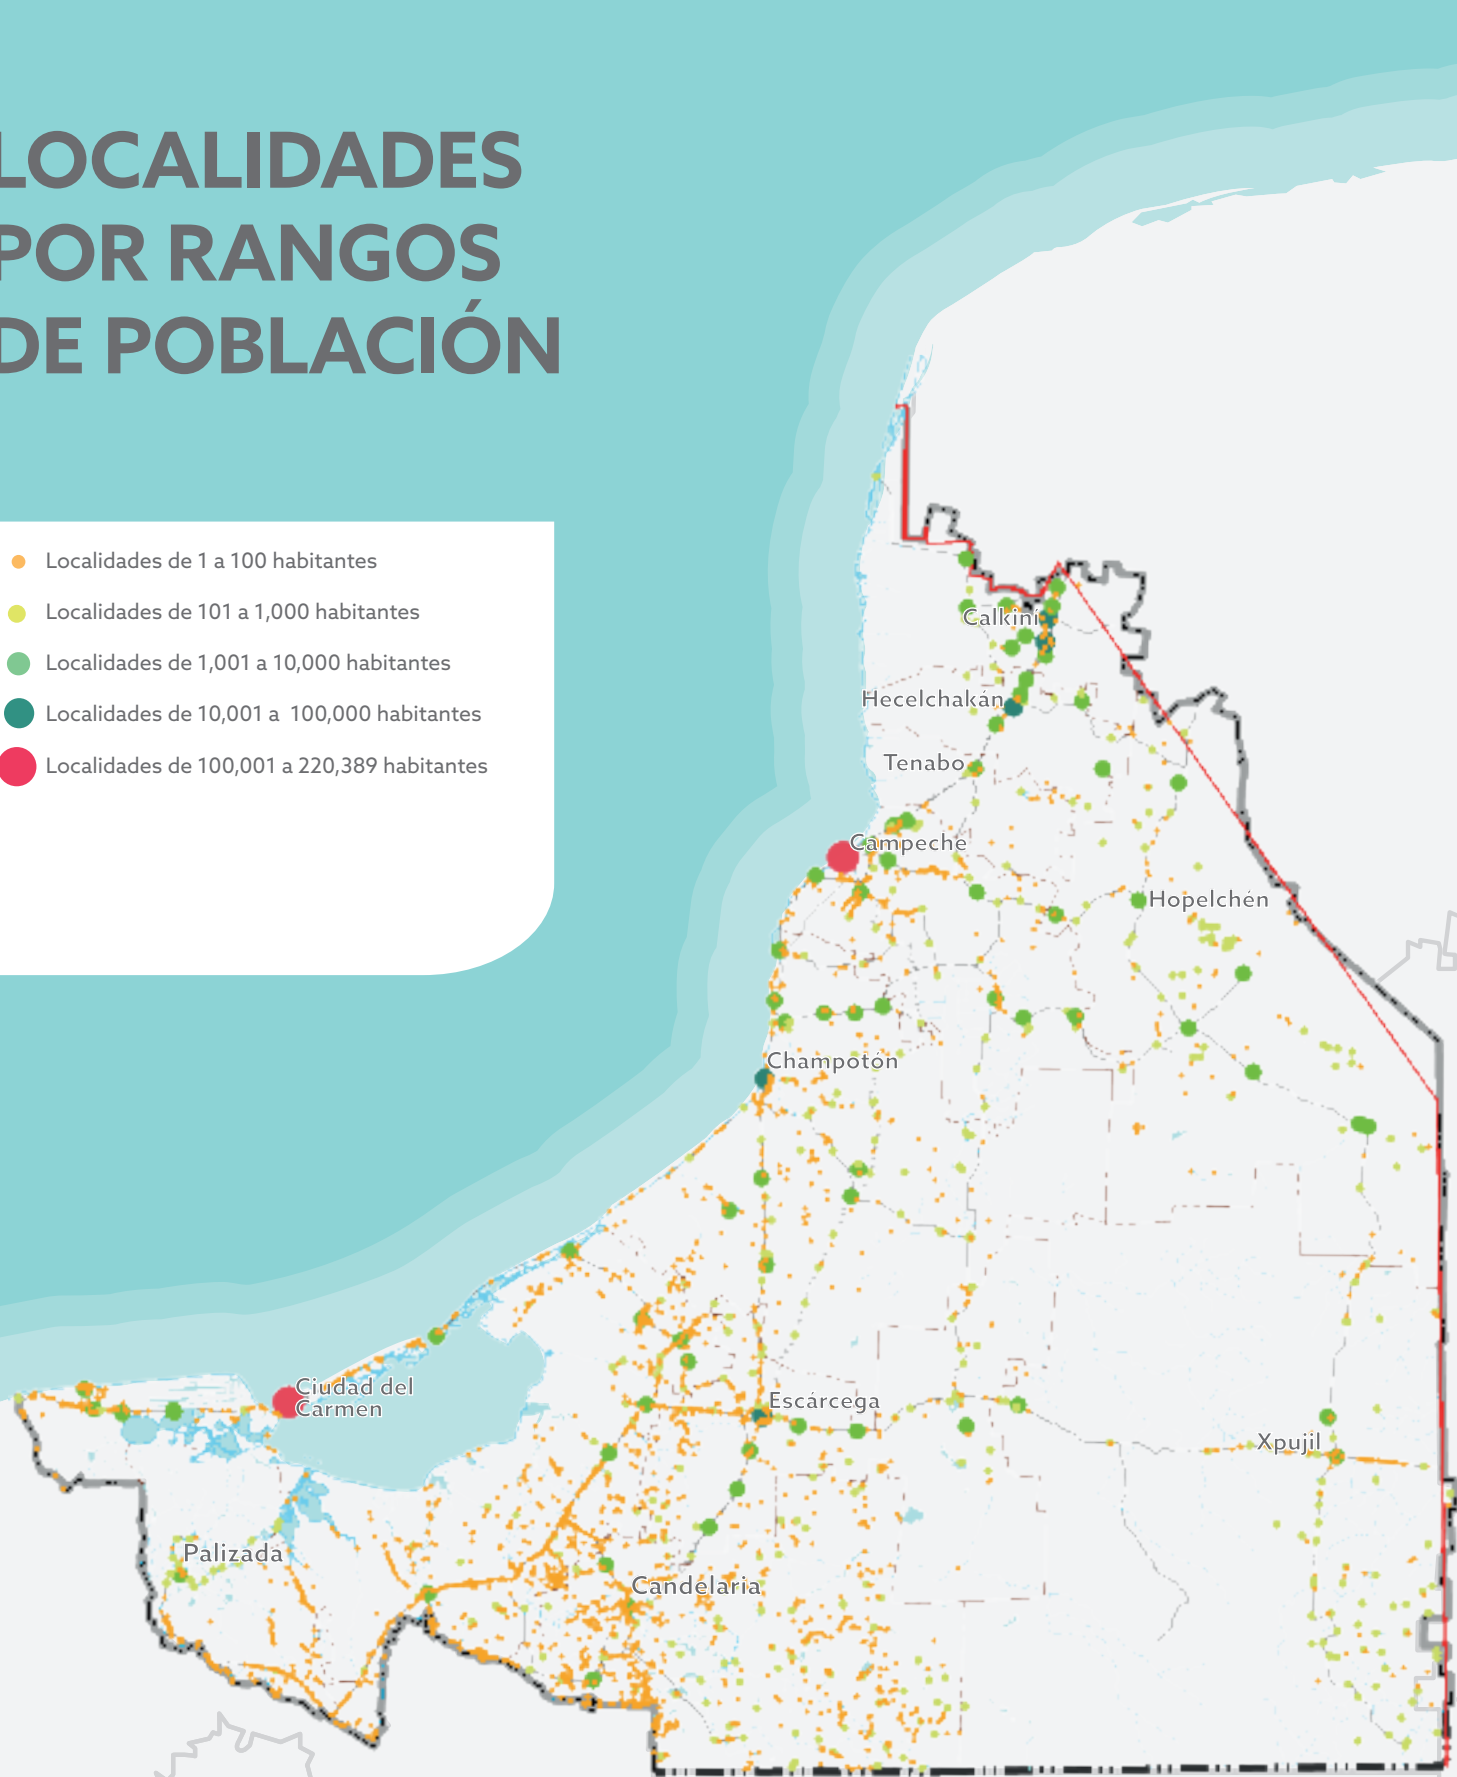 LOCALIDADES
POR RANGOS
DE POBLACIÓN
Localidades de 1 a 100 habitantes
Localidades de 101 a 1,000 habitantes
Localidades de 1,001 a 10,000 habitantes
Localidades de 10,001 a 100,000 habitantes
Localidades de 100,001 a 220,389 habitantes
Calkiní
Hecelchakán
Tenabo
Campeche
Hopelchén
Champotón
Ciudad del
Carmen
Escárcega
Xpujil
Palizada
Candelaria